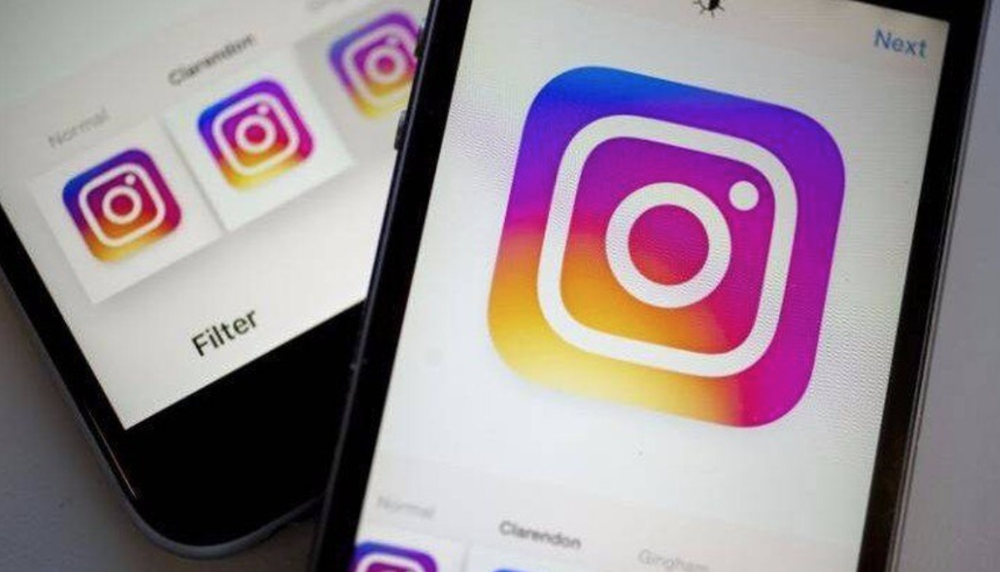 Normal
Clarendon
Filter
Next
Normal
Clarendon
Gingham